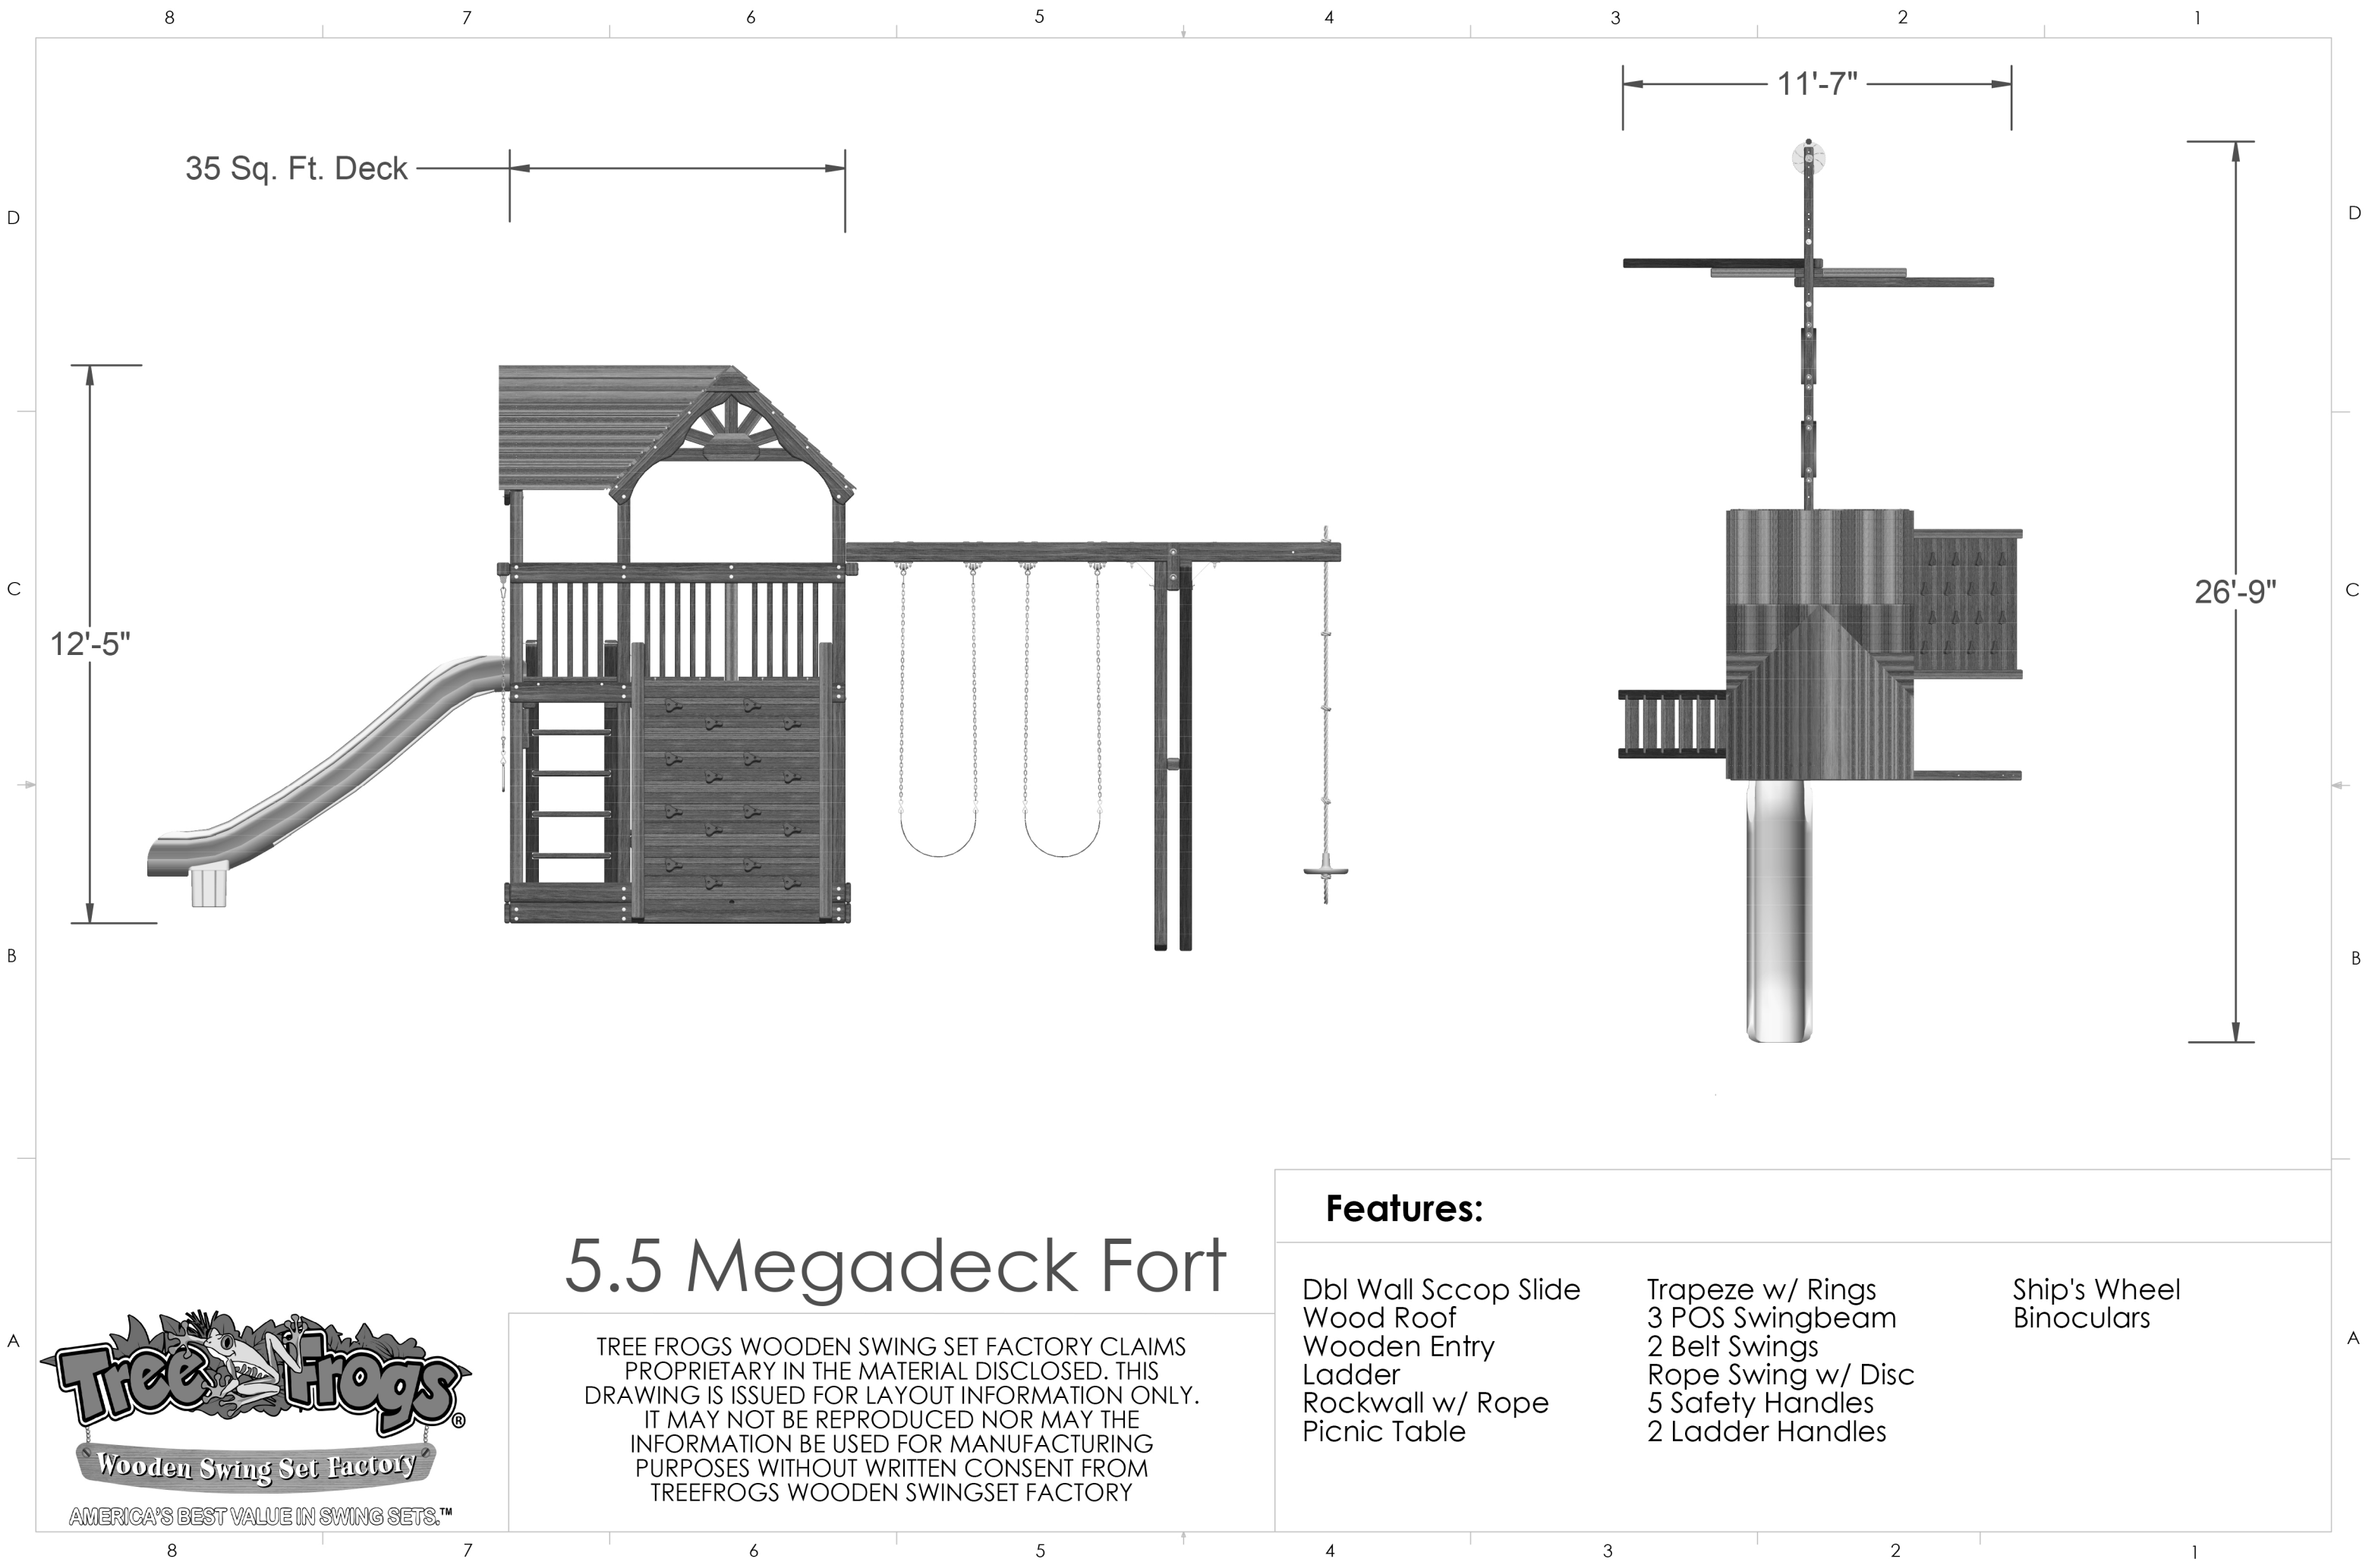 8 7 6 5 4 3 2 1
11'-7"
35 Sq. Ft. Deck
D D
C C
26'-9"
12'-5"
B B
Features:
5.5 Megadeck Fort
Dbl Wall Sccop Slide
Wood Roof
Wooden Entry
Ladder
Rockwall w/ Rope
Picnic Table
Trapeze w/ Rings
3 POS Swingbeam
2 Belt Swings
Rope Swing w/ Disc
5 Safety Handles
2 Ladder Handles
Ship's Wheel
Binoculars
A A
TREE FROGS WOODEN SWING SET FACTORY CLAIMS
PROPRIETARY IN THE MATERIAL DISCLOSED. THIS
DRAWING IS ISSUED FOR LAYOUT INFORMATION ONLY.
IT MAY NOT BE REPRODUCED NOR MAY THE
INFORMATION BE USED FOR MANUFACTURING
PURPOSES WITHOUT WRITTEN CONSENT FROM
TREEFROGS WOODEN SWINGSET FACTORY
Tree Frogs®
Wooden Swing Set Factory
AMERICA'S BEST VALUE IN SWING SETS.™
8 7 6 5 4 3 2 1